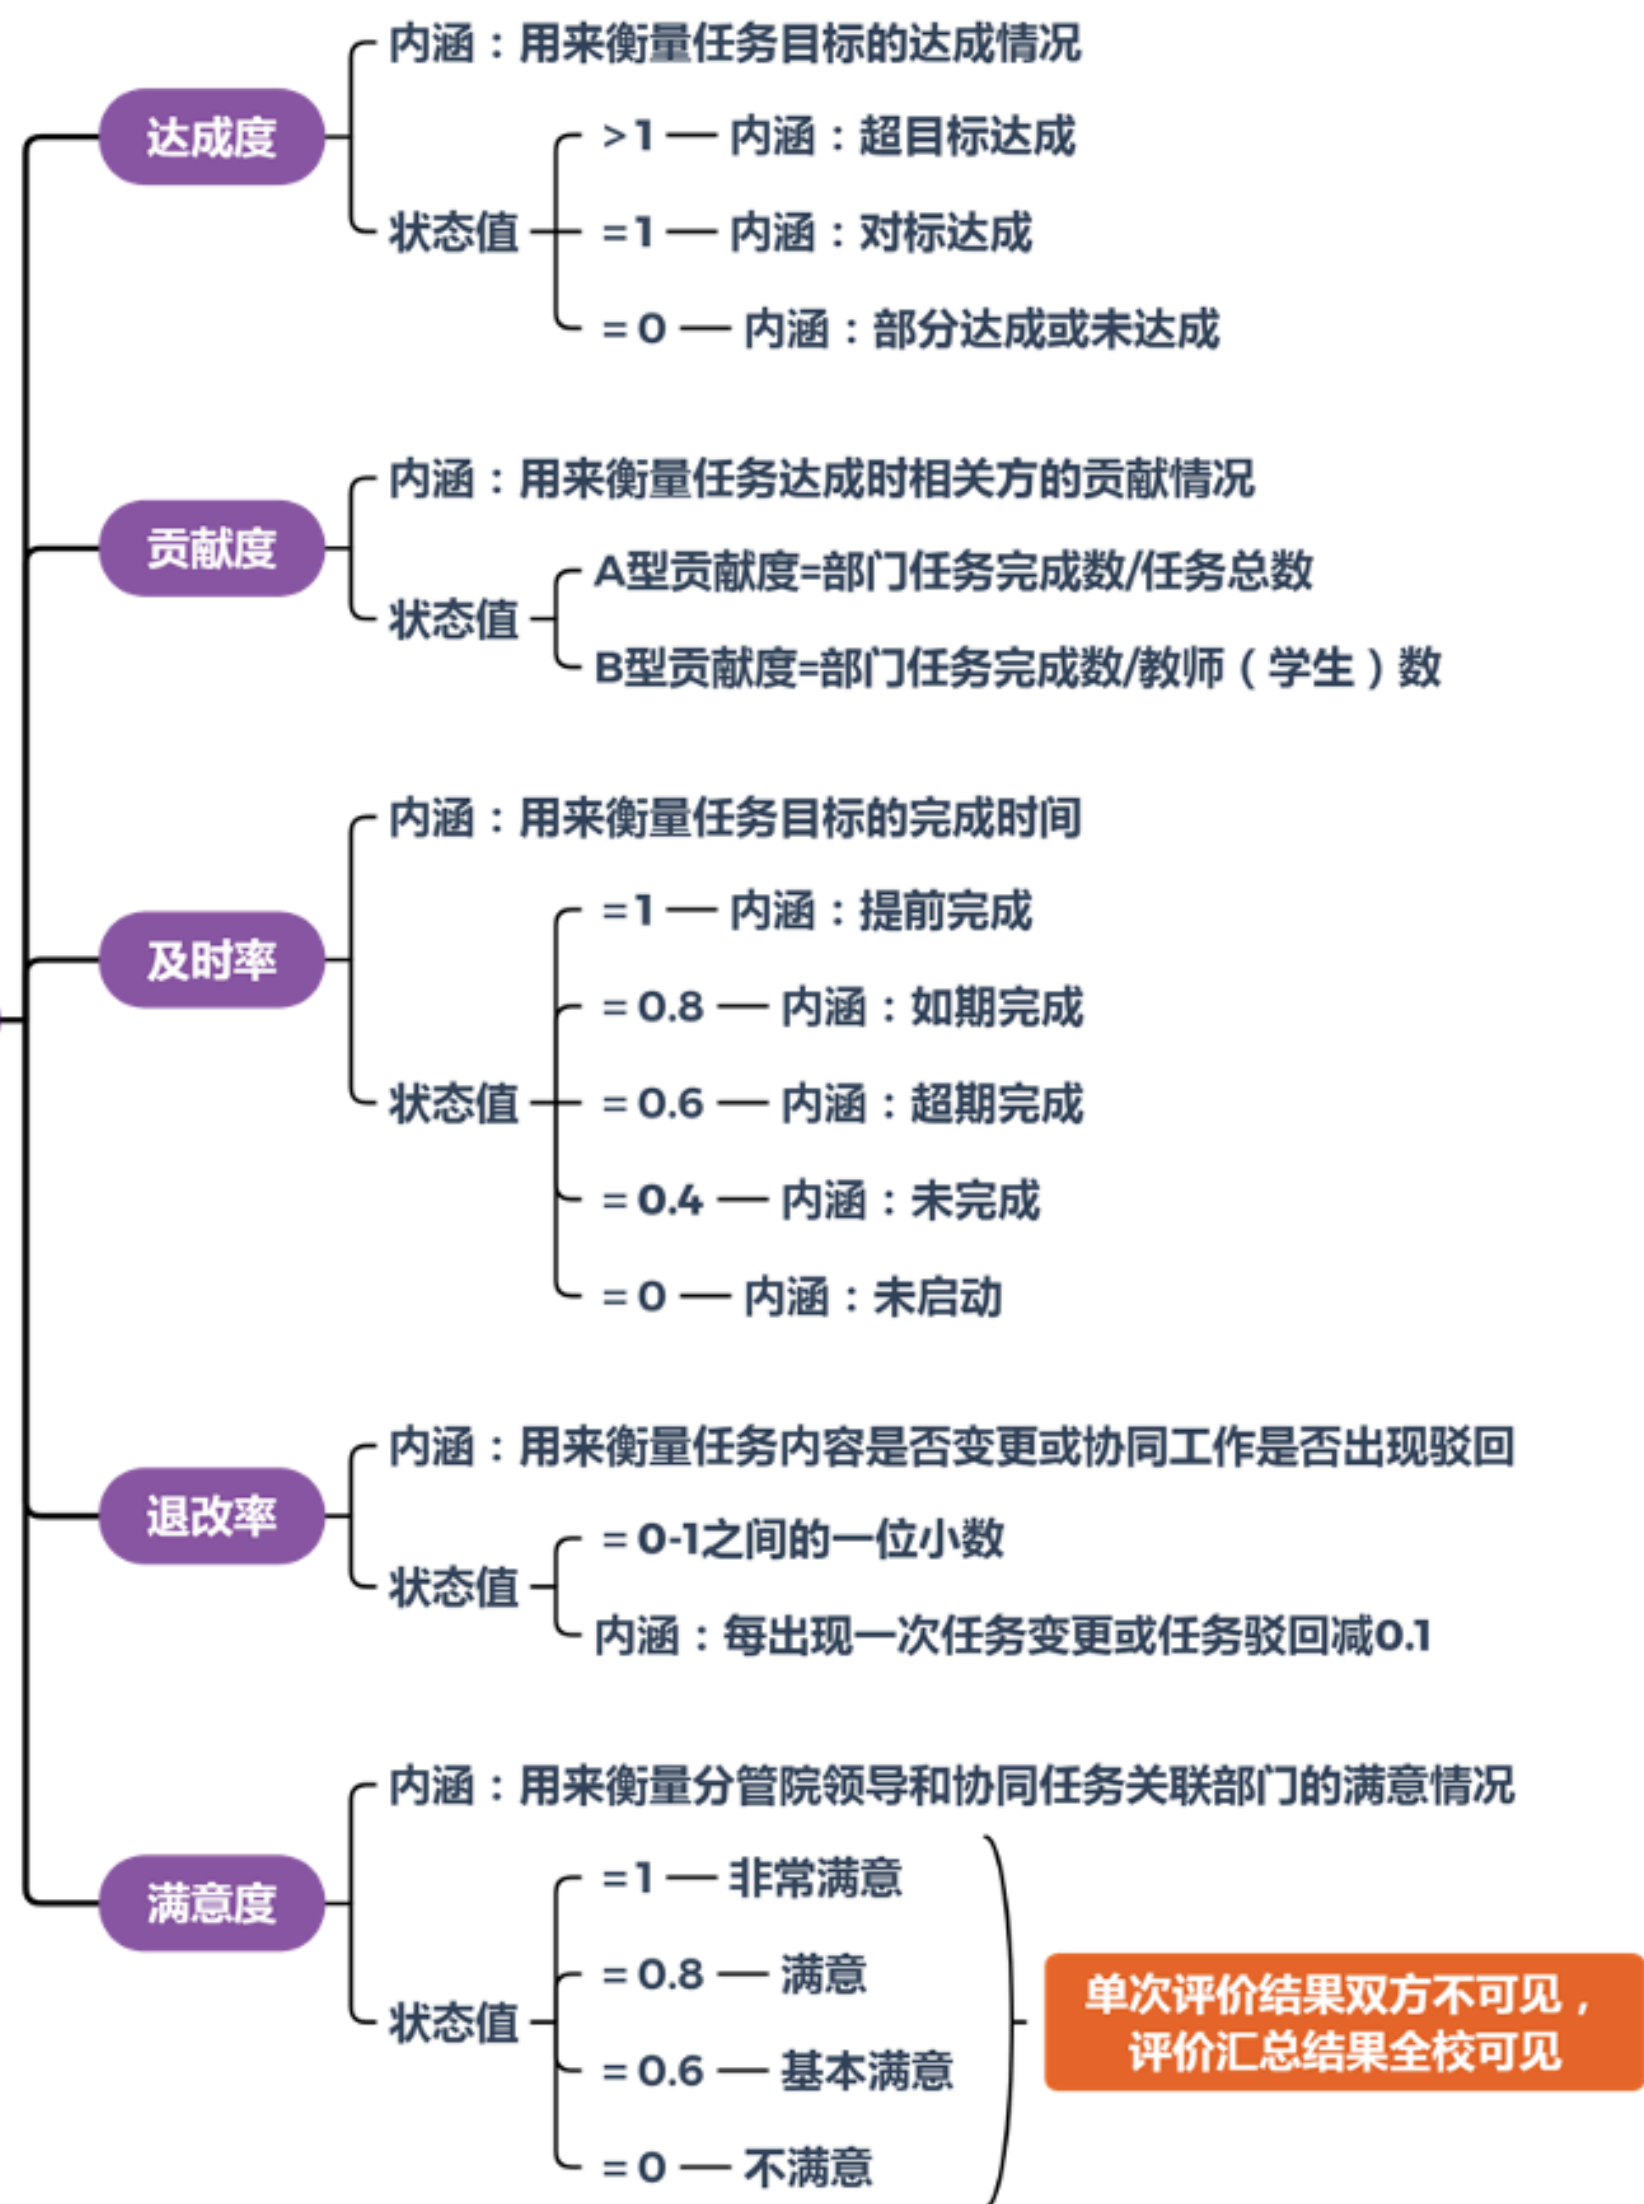 达成度
内涵：用来衡量任务目标的达成情况
状态值
>1 — 内涵：超目标达成
=1 — 内涵：对标达成
=0 — 内涵：部分达成或未达成
贡献度
内涵：用来衡量任务达成时相关方的贡献情况
状态值
A型贡献度=部门任务完成数/任务总数
B型贡献度=部门任务完成数/教师（学生）数
及时率
内涵：用来衡量任务目标的完成时间
状态值
=1 — 内涵：提前完成
=0.8 — 内涵：如期完成
=0.6 — 内涵：超期完成
=0.4 — 内涵：未完成
=0 — 内涵：未启动
退改率
内涵：用来衡量任务内容是否变更或协同工作是否出现驳回
状态值
=0-1之间的一位小数
内涵：每出现一次任务变更或任务驳回减0.1
满意度
内涵：用来衡量分管院领导和协同任务关联部门的满意情况
状态值
=1 — 非常满意
=0.8 — 满意
=0.6 — 基本满意
=0 — 不满意
单次评价结果双方不可见，
评价汇总结果全校可见